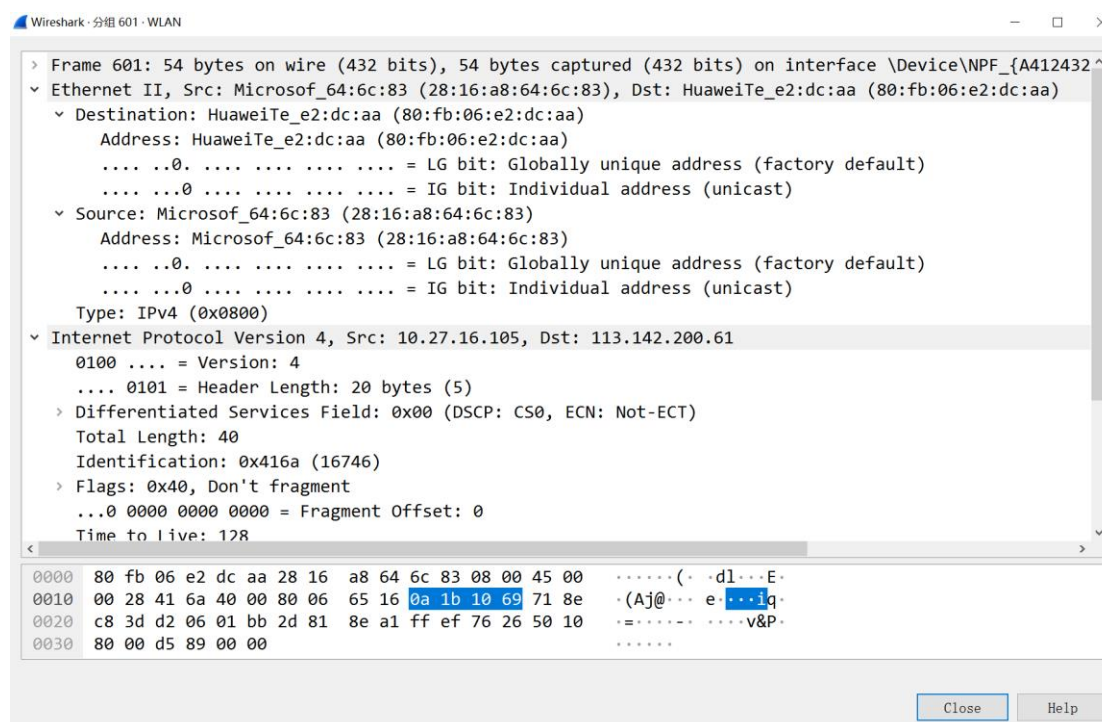 Wireshark · 分组 601 · WLAN
Frame 601: 54 bytes on wire (432 bits), 54 bytes captured (432 bits) on interface \Device\NPF_{A412432
Ethernet II, Src: Microsof_64:6c:83 (28:16:a8:64:6c:83), Dst: HuaweiTe_e2:dc:aa (80:fb:06:e2:dc:aa)
Destination: HuaweiTe_e2:dc:aa (80:fb:06:e2:dc:aa)
Address: HuaweiTe_e2:dc:aa (80:fb:06:e2:dc:aa)
.... ..0. .... .... .... .... = LG bit: Globally unique address (factory default)
.... ...0 .... .... .... .... = IG bit: Individual address (unicast)
Source: Microsof_64:6c:83 (28:16:a8:64:6c:83)
Address: Microsof_64:6c:83 (28:16:a8:64:6c:83)
.... ..0. .... .... .... .... = LG bit: Globally unique address (factory default)
.... ...0 .... .... .... .... = IG bit: Individual address (unicast)
Type: IPv4 (0x0800)
Internet Protocol Version 4, Src: 10.27.16.105, Dst: 113.142.200.61
0100 .... = Version: 4
.... 0101 = Header Length: 20 bytes (5)
Differentiated Services Field: 0x00 (DSCP: CS0, ECN: Not-ECT)
Total Length: 40
Identification: 0x416a (16746)
Flags: 0x40, Don't fragment
...0 0000 0000 0000 = Fragment Offset: 0
Time to Live: 128
0000 80 fb 06 e2 dc aa 28 16 a8 64 6c 83 08 00 45 00 ······(· ·dl···E·
0010 00 28 41 6a 40 00 80 06 65 16 0a 1b 10 69 71 8e ·(Aj@··· e····iq·
0020 c8 3d d2 06 01 bb 2d 81 8e a1 ff ef 76 26 50 10 ·=····-· ····v&P·
0030 80 00 d5 89 00 00 ······
Close Help